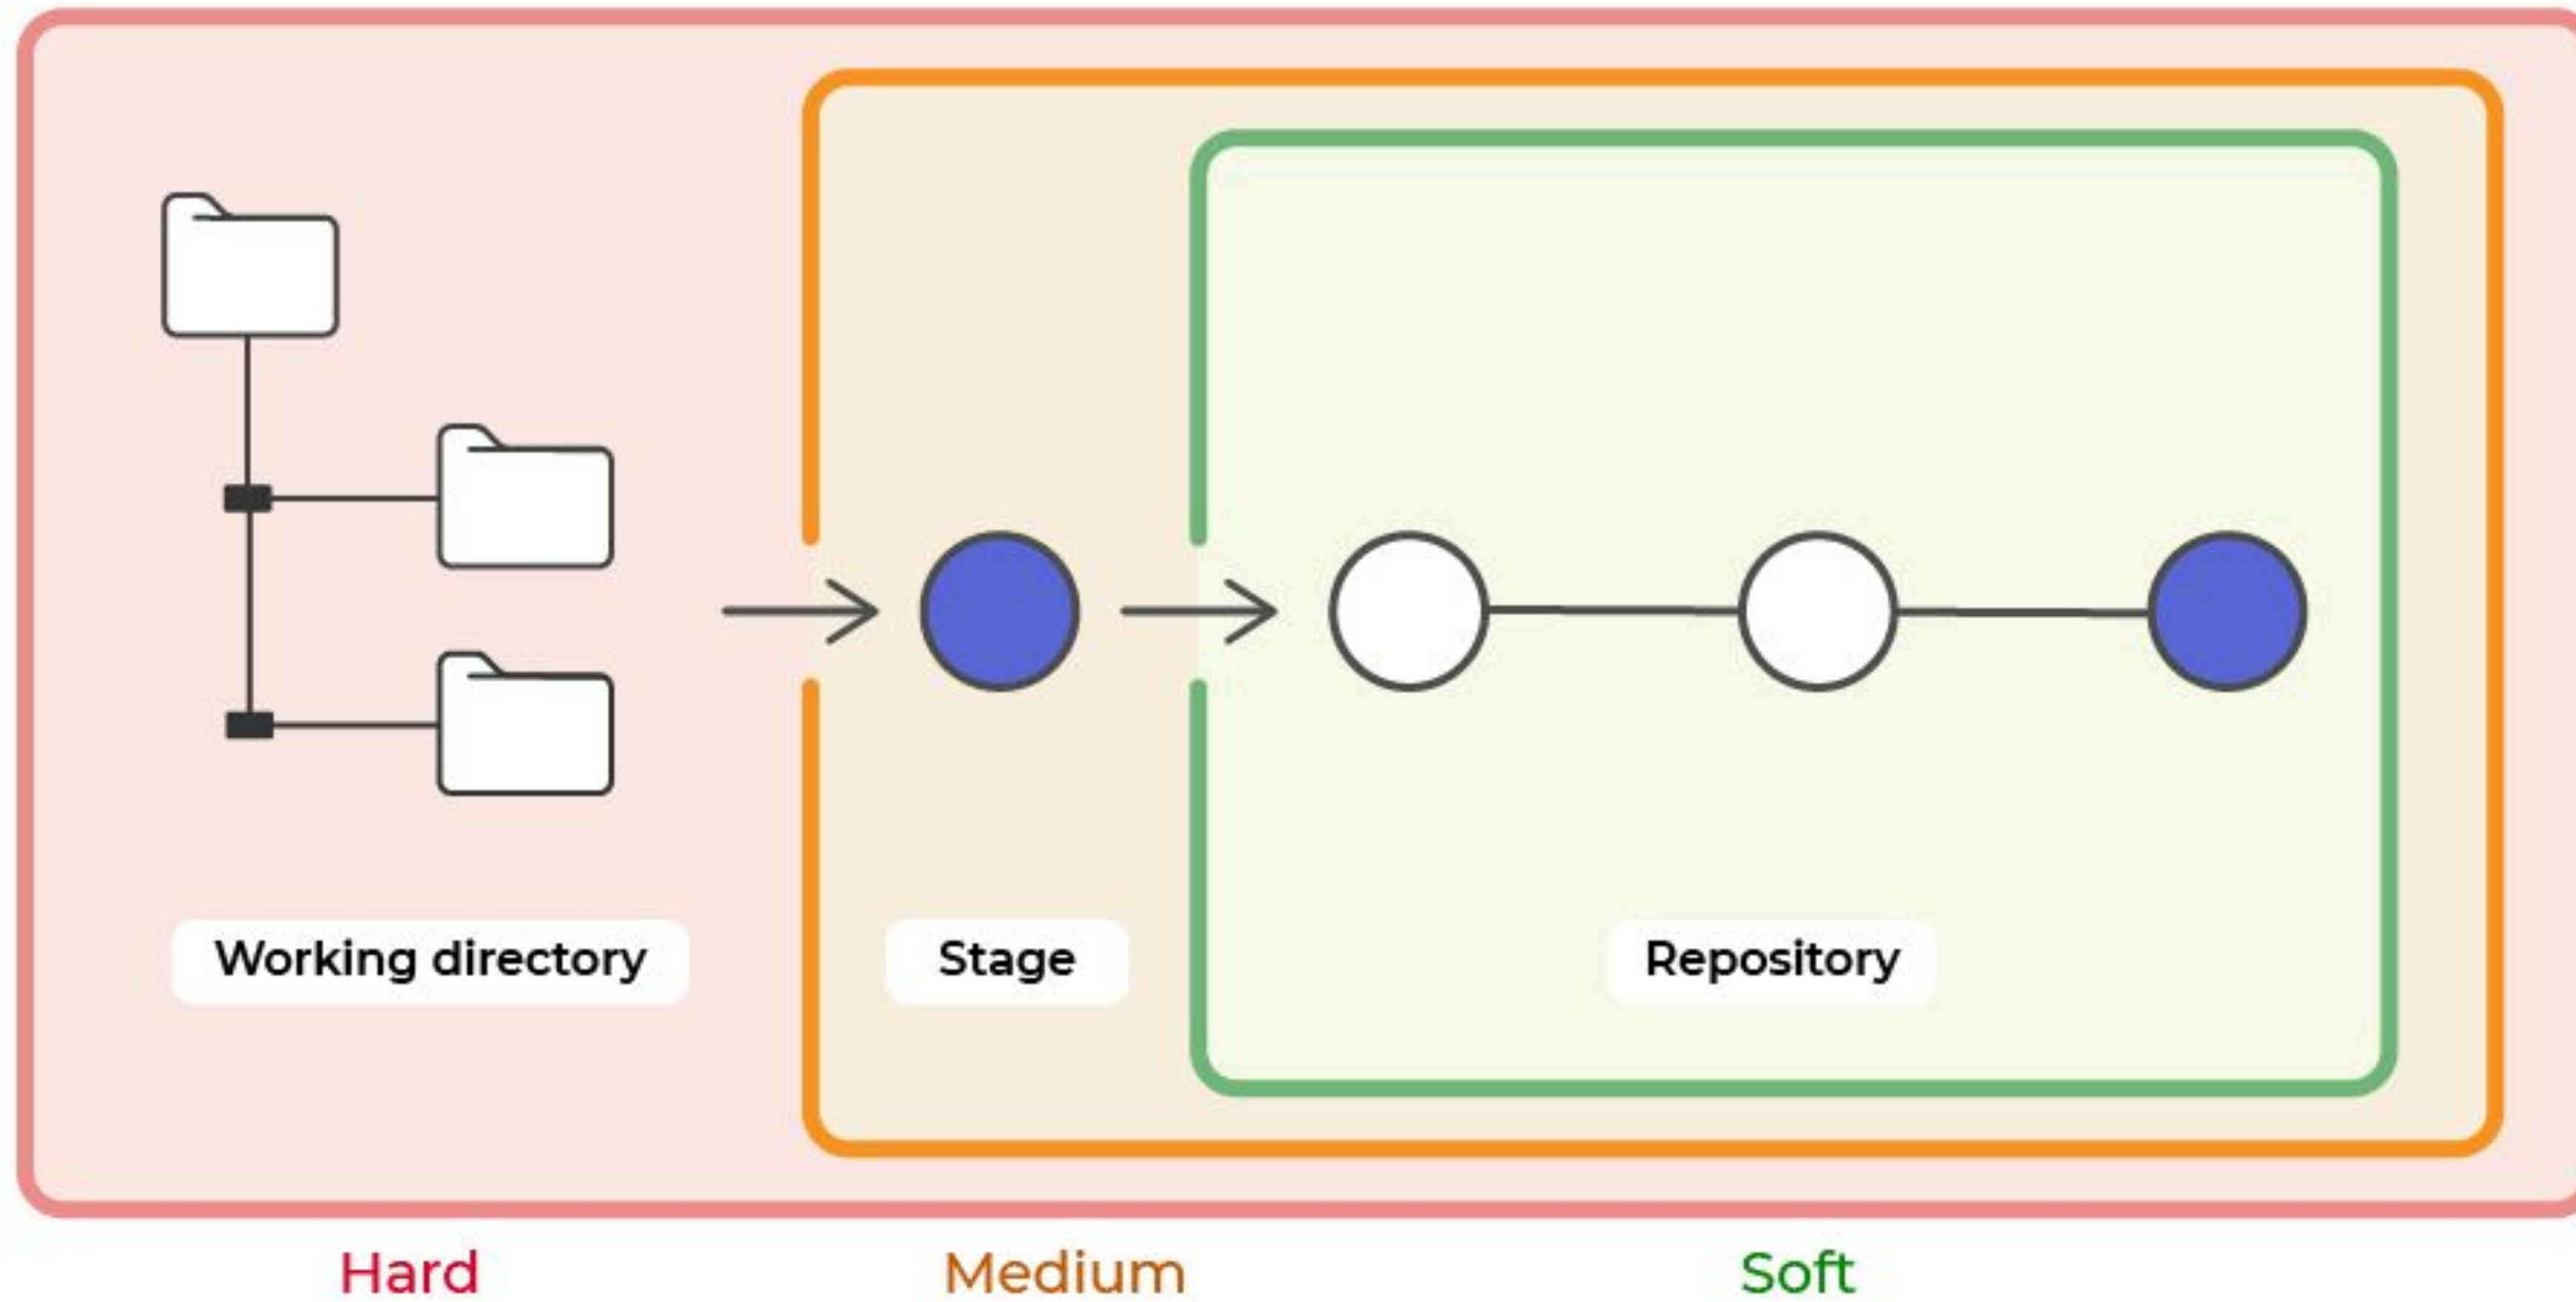 Working directory
Stage
Repository
Hard
Medium
Soft